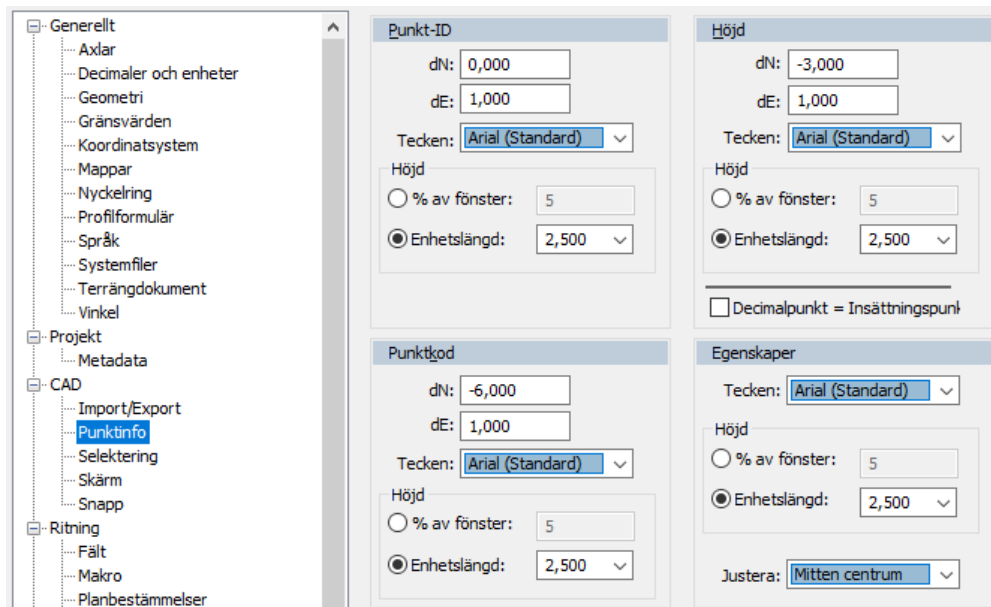 Generellt
Axlar
Decimaler och enheter
Geometri
Gränsvärden
Koordinatsystem
Mappar
Nyckelring
Profilformulär
Språk
Systemfiler
Terrängdokument
Vinkel
Projekt
Metadata
CAD
Import/Export
Punktinfo
Selektering
Skärm
Snapp
Ritning
Fält
Makro
Planbestämmelser
Punkt-ID
dN: 0,000
dE: 1,000
Tecken: Arial (Standard)
Höjd
% av fönster: 5
Enhetslängd: 2,500
Höjd
dN: -3,000
dE: 1,000
Tecken: Arial (Standard)
Höjd
% av fönster: 5
Enhetslängd: 2,500
Decimalpunkt = Insättningspunk
Punktkod
dN: -6,000
dE: 1,000
Tecken: Arial (Standard)
Höjd
% av fönster: 5
Enhetslängd: 2,500
Egenskaper
Tecken: Arial (Standard)
Höjd
% av fönster: 5
Enhetslängd: 2,500
Justera: Mitten centrum